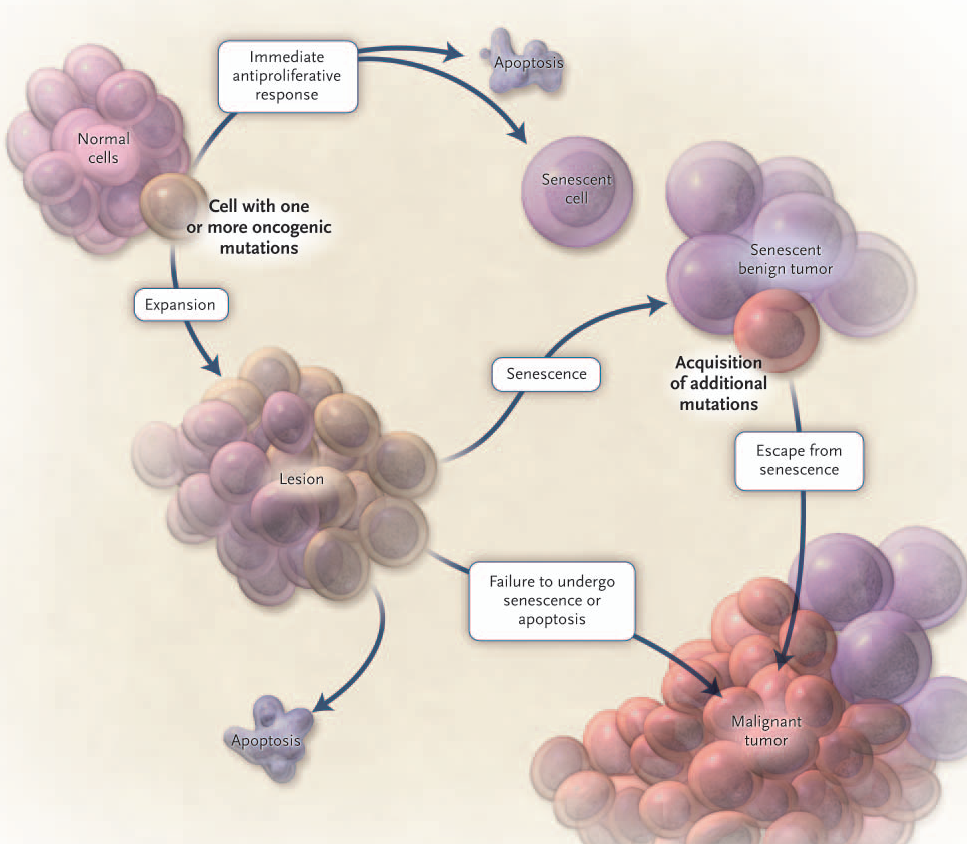 Immediate
antiproliferative
response
Apoptosis
Normal
cells
Senescent
cell
Cell with one
or more oncogenic
mutations
Senescent
benign tumor
Expansion
Senescence
Acquisition
of additional
mutations
Escape from
senescence
Lesion
Failure to undergo
senescence or
apoptosis
Apoptosis
Malignant
tumor